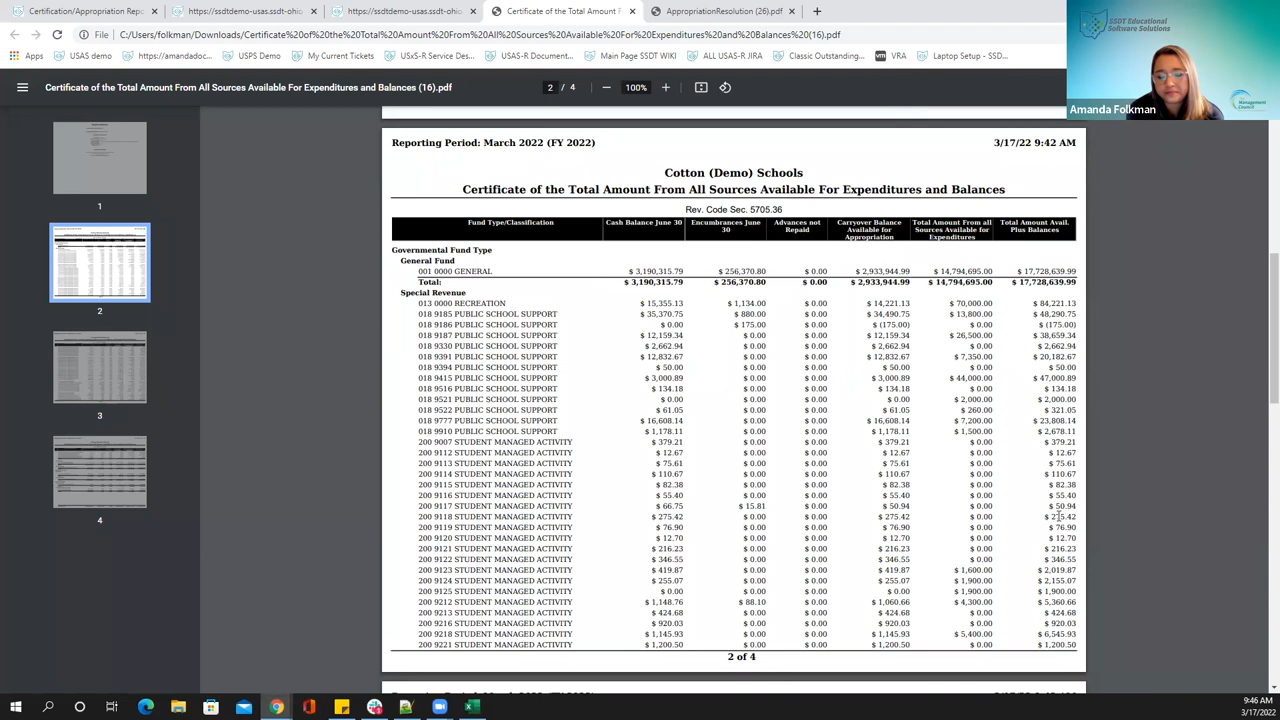 Certification/Appropriation Rep
https://ssdtdemo-usas.ssdt-ohio
https://ssdtdemo-usas.ssdt-ohio
Certificate of the Total Amount F
AppropriationResolution (26).pdf
File
C:/Users/folkman/Downloads/Certificate%20of%20the%20Total%20Amount%20From%20All%20Sources%20Available%20For%20Expenditures%20and%20Balances%20(16).pdf
Apps
USAS demo
https://amandadoc...
USPS Demo
My Current Tickets
USxS-R Service Des...
USAS-R Document...
Main Page SSDT WIKI
ALL USAS-R JIRA
Classic Outstanding...
vm VRA
Laptop Setup - SSD...
Certificate of the Total Amount From All Sources Available For Expenditures and Balances (16).pdf
2 / 4
100%
SSDT Educational
Software Solutions
Management
Council
Amanda Folkman
1
2
3
4
Reporting Period: March 2022 (FY 2022)
3/17/22 9:42 AM
Cotton (Demo) Schools
Certificate of the Total Amount From All Sources Available For Expenditures and Balances
Rev. Code Sec. 5705.36
Fund Type/Classification Cash Balance June 30 Encumbrances June 30 Advances not Repaid Carryover Balance Available for Appropriation Total Amount From all Sources Available for Expenditures Total Amount Avail. Plus Balances
Governmental Fund Type
General Fund
001 0000 GENERAL $ 3,190,315.79 $ 256,370.80 $ 0.00 $ 2,933,944.99 $ 14,794,695.00 $ 17,728,639.99
Total: $ 3,190,315.79 $ 256,370.80 $ 0.00 $ 2,933,944.99 $ 14,794,695.00 $ 17,728,639.99
Special Revenue
013 0000 RECREATION $ 15,355.13 $ 1,134.00 $ 0.00 $ 14,221.13 $ 70,000.00 $ 84,221.13
018 9185 PUBLIC SCHOOL SUPPORT $ 35,370.75 $ 880.00 $ 0.00 $ 34,490.75 $ 13,800.00 $ 48,290.75
018 9186 PUBLIC SCHOOL SUPPORT $ 0.00 $ 175.00 $ 0.00 $ (175.00) $ 0.00 $ (175.00)
018 9187 PUBLIC SCHOOL SUPPORT $ 12,159.34 $ 0.00 $ 0.00 $ 12,159.34 $ 26,500.00 $ 38,659.34
018 9330 PUBLIC SCHOOL SUPPORT $ 2,662.94 $ 0.00 $ 0.00 $ 2,662.94 $ 0.00 $ 2,662.94
018 9391 PUBLIC SCHOOL SUPPORT $ 12,832.67 $ 0.00 $ 0.00 $ 12,832.67 $ 7,350.00 $ 20,182.67
018 9394 PUBLIC SCHOOL SUPPORT $ 50.00 $ 0.00 $ 0.00 $ 50.00 $ 0.00 $ 50.00
018 9415 PUBLIC SCHOOL SUPPORT $ 3,000.89 $ 0.00 $ 0.00 $ 3,000.89 $ 44,000.00 $ 47,000.89
018 9516 PUBLIC SCHOOL SUPPORT $ 134.18 $ 0.00 $ 0.00 $ 134.18 $ 0.00 $ 134.18
018 9521 PUBLIC SCHOOL SUPPORT $ 0.00 $ 0.00 $ 0.00 $ 0.00 $ 2,000.00 $ 2,000.00
018 9522 PUBLIC SCHOOL SUPPORT $ 61.05 $ 0.00 $ 0.00 $ 61.05 $ 260.00 $ 321.05
018 9777 PUBLIC SCHOOL SUPPORT $ 16,608.14 $ 0.00 $ 0.00 $ 16,608.14 $ 7,200.00 $ 23,808.14
018 9910 PUBLIC SCHOOL SUPPORT $ 1,178.11 $ 0.00 $ 0.00 $ 1,178.11 $ 1,500.00 $ 2,678.11
200 9007 STUDENT MANAGED ACTIVITY $ 379.21 $ 0.00 $ 0.00 $ 379.21 $ 0.00 $ 379.21
200 9112 STUDENT MANAGED ACTIVITY $ 12.67 $ 0.00 $ 0.00 $ 12.67 $ 0.00 $ 12.67
200 9113 STUDENT MANAGED ACTIVITY $ 75.61 $ 0.00 $ 0.00 $ 75.61 $ 0.00 $ 75.61
200 9114 STUDENT MANAGED ACTIVITY $ 110.67 $ 0.00 $ 0.00 $ 110.67 $ 0.00 $ 110.67
200 9115 STUDENT MANAGED ACTIVITY $ 82.38 $ 0.00 $ 0.00 $ 82.38 $ 0.00 $ 82.38
200 9116 STUDENT MANAGED ACTIVITY $ 55.40 $ 0.00 $ 0.00 $ 55.40 $ 0.00 $ 55.40
200 9117 STUDENT MANAGED ACTIVITY $ 66.75 $ 15.81 $ 0.00 $ 50.94 $ 0.00 $ 50.94
200 9118 STUDENT MANAGED ACTIVITY $ 275.42 $ 0.00 $ 0.00 $ 275.42 $ 0.00 $ 275.42
200 9119 STUDENT MANAGED ACTIVITY $ 76.90 $ 0.00 $ 0.00 $ 76.90 $ 0.00 $ 76.90
200 9120 STUDENT MANAGED ACTIVITY $ 12.70 $ 0.00 $ 0.00 $ 12.70 $ 0.00 $ 12.70
200 9121 STUDENT MANAGED ACTIVITY $ 216.23 $ 0.00 $ 0.00 $ 216.23 $ 0.00 $ 216.23
200 9122 STUDENT MANAGED ACTIVITY $ 346.55 $ 0.00 $ 0.00 $ 346.55 $ 0.00 $ 346.55
200 9123 STUDENT MANAGED ACTIVITY $ 419.87 $ 0.00 $ 0.00 $ 419.87 $ 1,600.00 $ 2,019.87
200 9124 STUDENT MANAGED ACTIVITY $ 255.07 $ 0.00 $ 0.00 $ 255.07 $ 1,900.00 $ 2,155.07
200 9125 STUDENT MANAGED ACTIVITY $ 0.00 $ 0.00 $ 0.00 $ 0.00 $ 1,900.00 $ 1,900.00
200 9212 STUDENT MANAGED ACTIVITY $ 1,148.76 $ 88.10 $ 0.00 $ 1,060.66 $ 4,300.00 $ 5,360.66
200 9213 STUDENT MANAGED ACTIVITY $ 424.68 $ 0.00 $ 0.00 $ 424.68 $ 0.00 $ 424.68
200 9216 STUDENT MANAGED ACTIVITY $ 920.03 $ 0.00 $ 0.00 $ 920.03 $ 0.00 $ 920.03
200 9218 STUDENT MANAGED ACTIVITY $ 1,145.93 $ 0.00 $ 0.00 $ 1,145.93 $ 5,400.00 $ 6,545.93
200 9221 STUDENT MANAGED ACTIVITY $ 1,200.50 $ 0.00 $ 0.00 $ 1,200.50 $ 0.00 $ 1,200.50
2 of 4
9:46 AM
3/17/2022